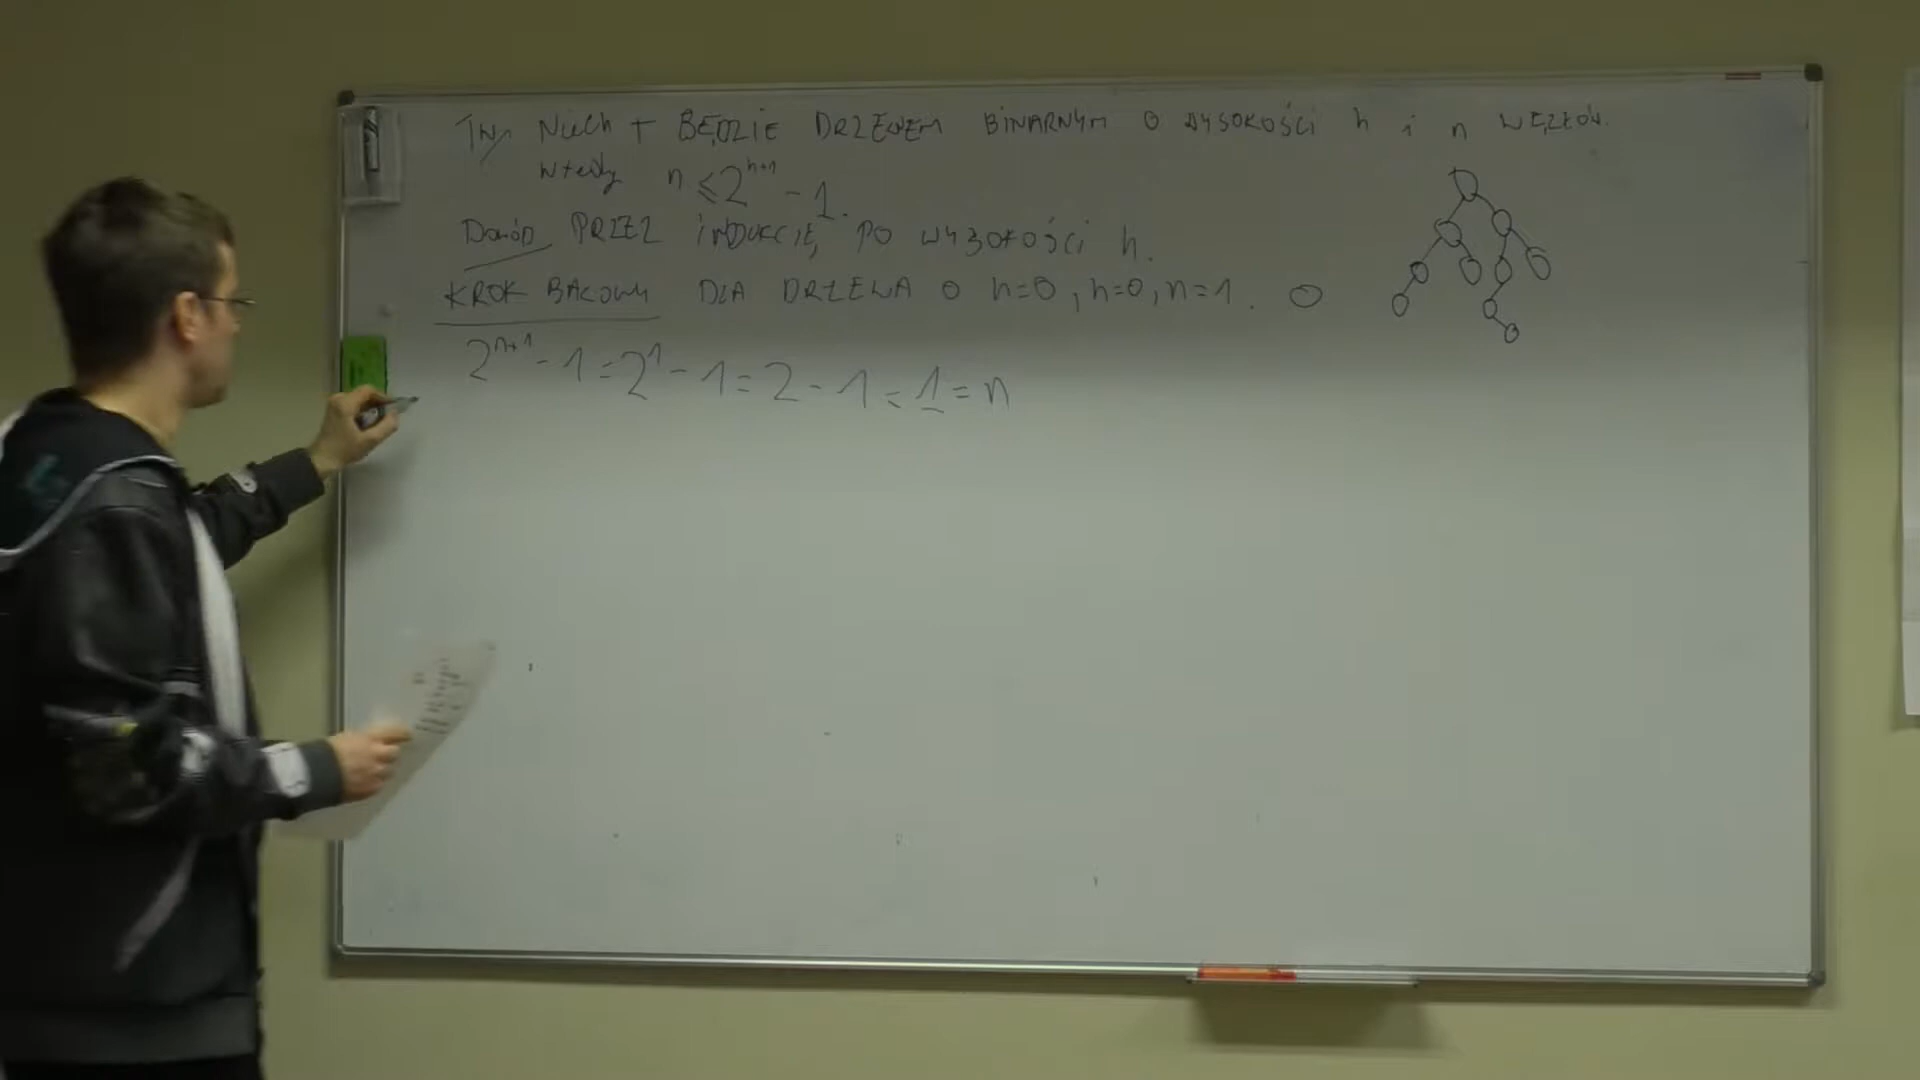 Tw. Niech T BĘDZIE DRZEWEM BINARNYM O WYSOKOŚCI h i n WĘZŁÓW.
wtedy n ≤ 2^{h+1} - 1.
Dowód PRZEZ iNDUKCJĘ PO WYSOKOŚCi h.
KROK BAZOWY DLA DRZEWA O h=0, h=0, n=1.
2^{h+1} - 1 = 2^1 - 1 = 2 - 1 = 1 = n